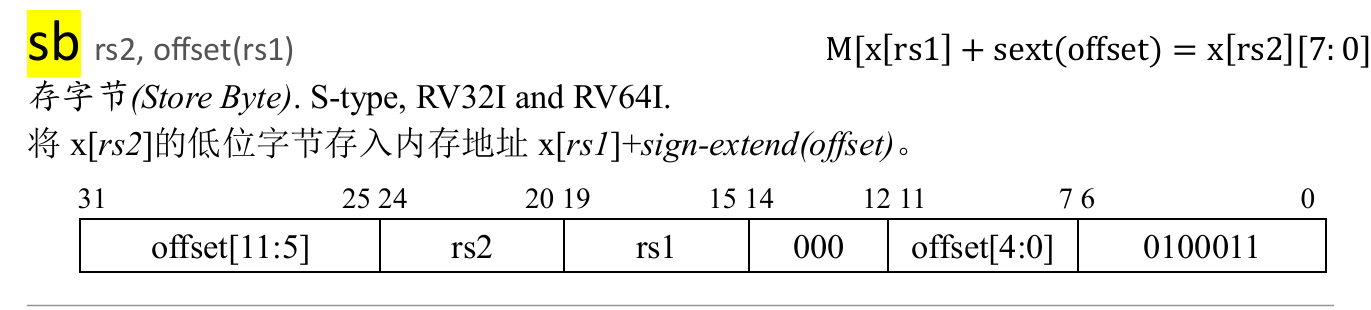 sb rs2, offset(rs1) M[x[rs1] + sext(offset) = x[rs2][7: 0]
存字节(Store Byte). S-type, RV32I and RV64I.
将 x[rs2]的低位字节存入内存地址 x[rs1]+sign-extend(offset)。
31 25 24 20 19 15 14 12 11 7 6 0
offset[11:5] rs2 rs1 000 offset[4:0] 0100011